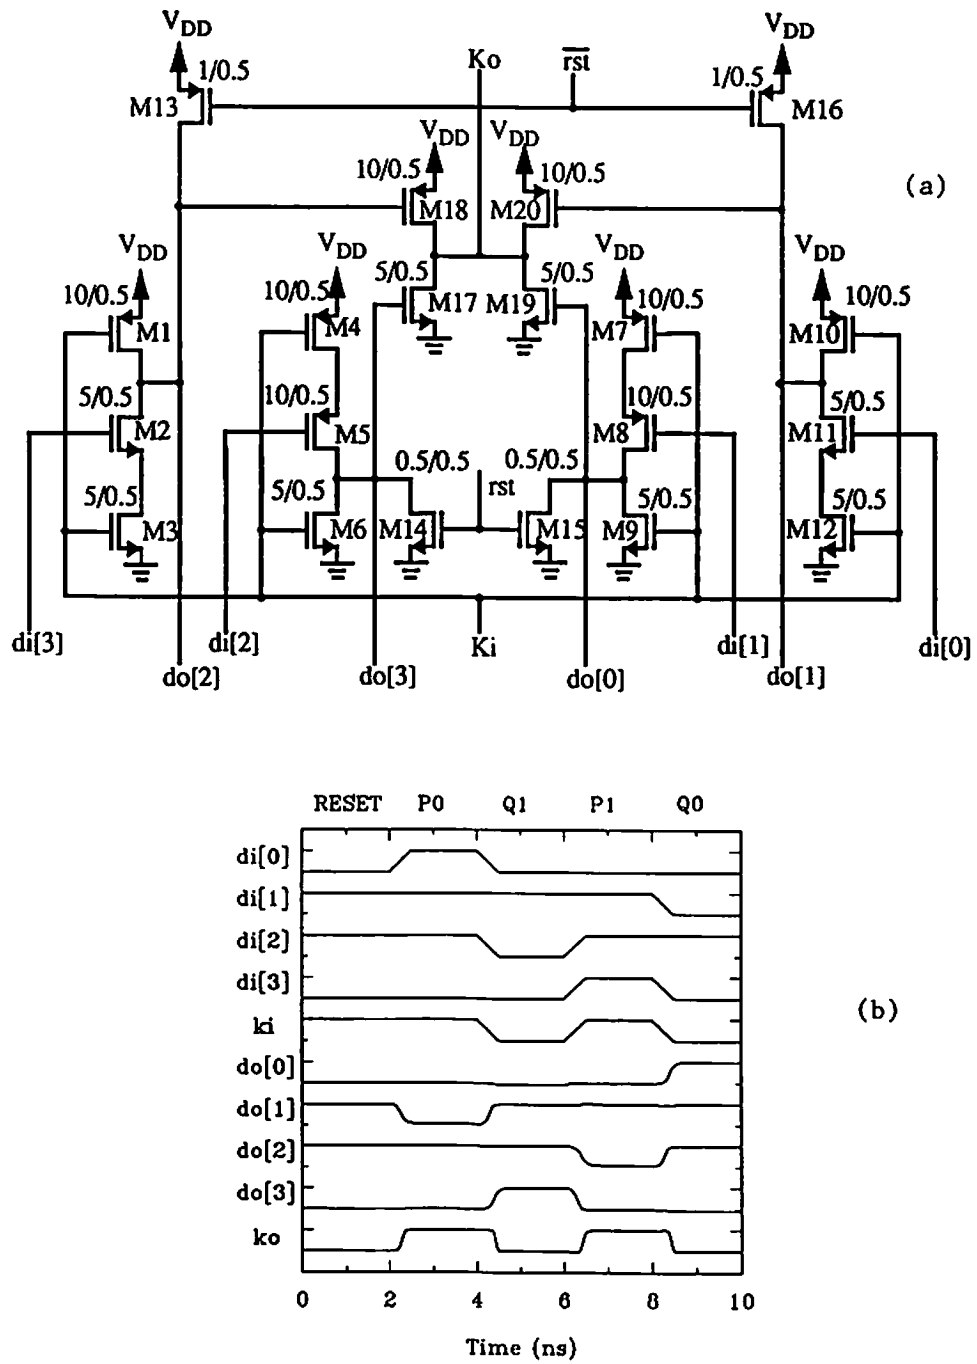 VDD VDD
Ko rst
1/0.5 1/0.5
M13 M16
VDD VDD
10/0.5 10/0.5
(a)
M18 M20
VDD VDD VDD VDD
5/0.5 5/0.5
10/0.5 10/0.5 10/0.5 10/0.5
M17 M19
M1 M4 M7 M10
5/0.5 10/0.5 10/0.5 5/0.5
M2 M5 M8 M11
0.5/0.5 0.5/0.5
rst
5/0.5 5/0.5 5/0.5 5/0.5
M3 M6 M14 M15 M9 M12
di[3] di[2] Ki di[1] di[0]
do[2] do[3] do[0] do[1]
RESET P0 Q1 P1 Q0
di[0]
di[1]
di[2]
di[3]
ki
(b)
do[0]
do[1]
do[2]
do[3]
ko
0 2 4 6 8 10
Time (ns)